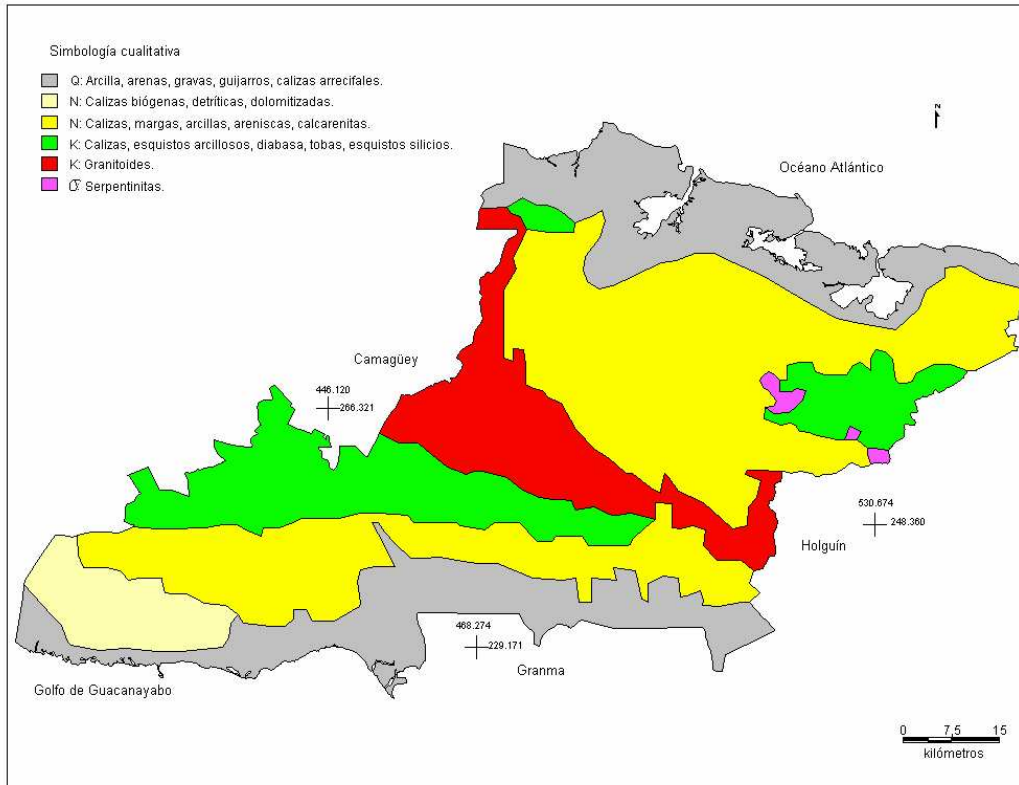 Simbología cualitativa
Q: Arcilla, arenas, gravas, guijarros, calizas arrecifales.
N: Calizas biógenas, detríticas, dolomitizadas.
N: Calizas, margas, arcillas, areniscas, calcarenitas.
K: Calizas, esquistos arcillosos, diabasa, tobas, esquistos silicios.
K: Granitoides.
Ϭ Serpentinitas.
N
Océano Atlántico
Camagüey
446.120
266.321
530.674
248.360
Holguín
468.274
229.171
Granma
Golfo de Guacanayabo
0 7,5 15
kilómetros